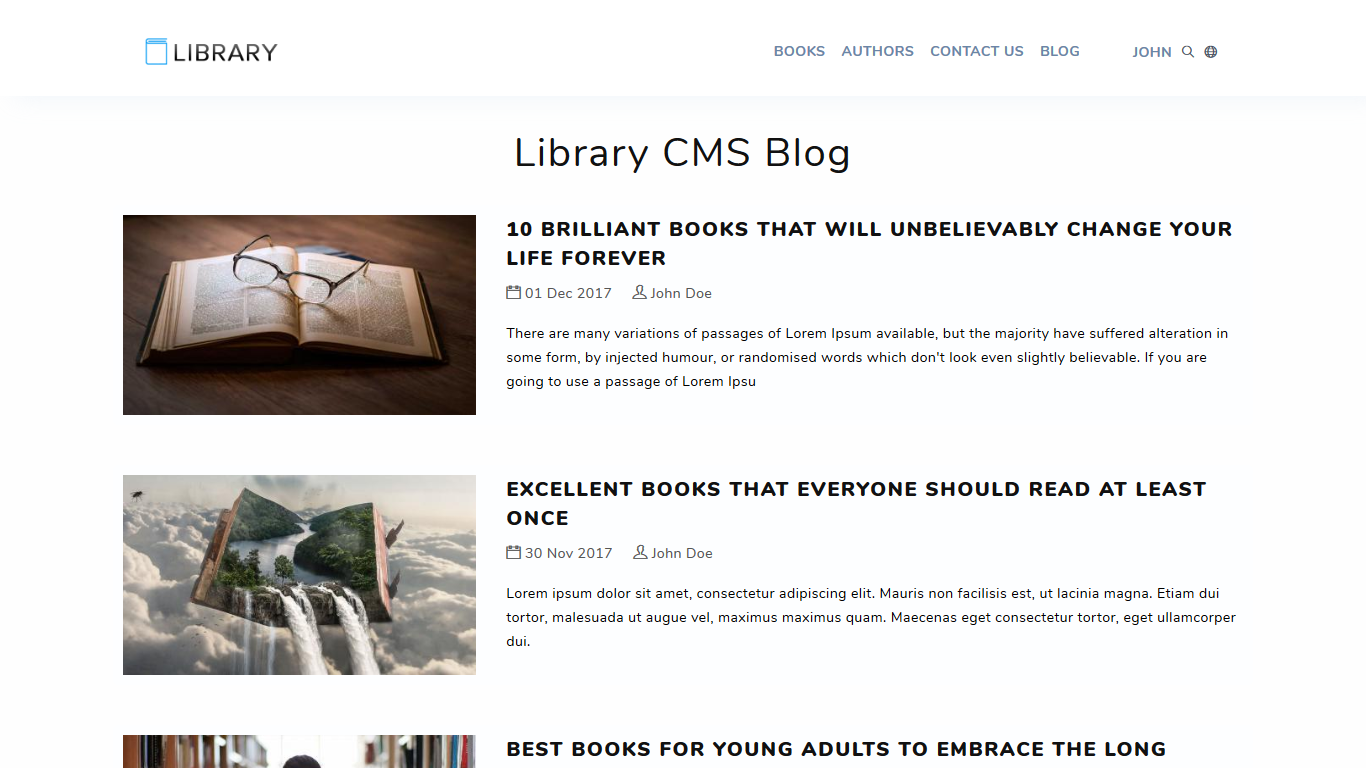 LIBRARY
BOOKS AUTHORS CONTACT US BLOG JOHN
Library CMS Blog
10 BRILLIANT BOOKS THAT WILL UNBELIEVABLY CHANGE YOUR
LIFE FOREVER
01 Dec 2017 John Doe
There are many variations of passages of Lorem Ipsum available, but the majority have suffered alteration in
some form, by injected humour, or randomised words which don't look even slightly believable. If you are
going to use a passage of Lorem Ipsu
EXCELLENT BOOKS THAT EVERYONE SHOULD READ AT LEAST
ONCE
30 Nov 2017 John Doe
Lorem ipsum dolor sit amet, consectetur adipiscing elit. Mauris non facilisis est, ut lacinia magna. Etiam dui
tortor, malesuada ut augue vel, maximus maximus quam. Maecenas eget consectetur tortor, eget ullamcorper
dui.
BEST BOOKS FOR YOUNG ADULTS TO EMBRACE THE LONG